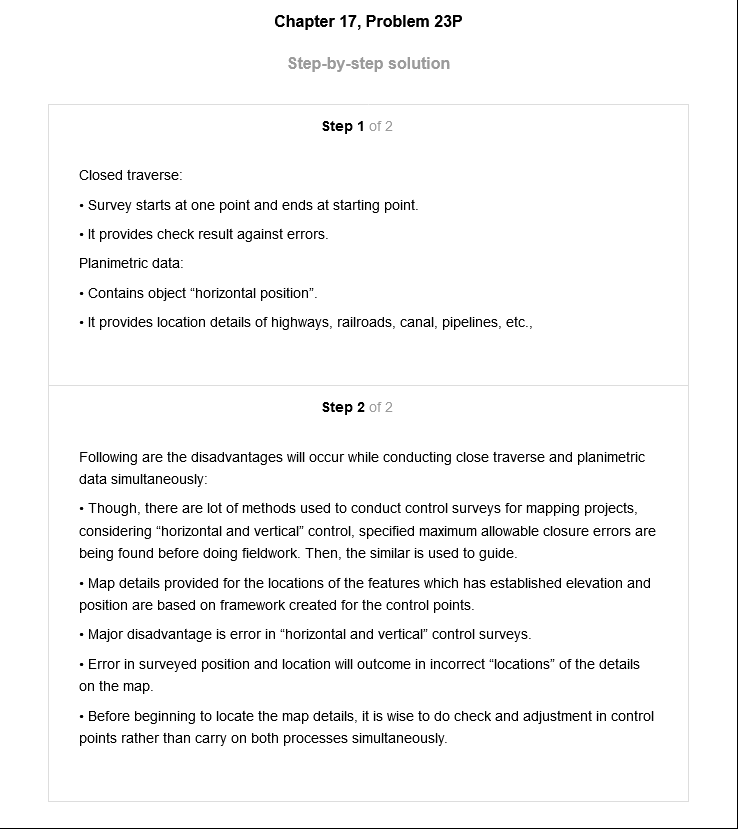 Chapter 17, Problem 23P
Step-by-step solution
Step 1 of 2
Closed traverse:
• Survey starts at one point and ends at starting point.
• It provides check result against errors.
Planimetric data:
• Contains object “horizontal position”.
• It provides location details of highways, railroads, canal, pipelines, etc.,
Step 2 of 2
Following are the disadvantages will occur while conducting close traverse and planimetric
data simultaneously:
• Though, there are lot of methods used to conduct control surveys for mapping projects,
considering “horizontal and vertical” control, specified maximum allowable closure errors are
being found before doing fieldwork. Then, the similar is used to guide.
• Map details provided for the locations of the features which has established elevation and
position are based on framework created for the control points.
• Major disadvantage is error in “horizontal and vertical” control surveys.
• Error in surveyed position and location will outcome in incorrect “locations” of the details
on the map.
• Before beginning to locate the map details, it is wise to do check and adjustment in control
points rather than carry on both processes simultaneously.